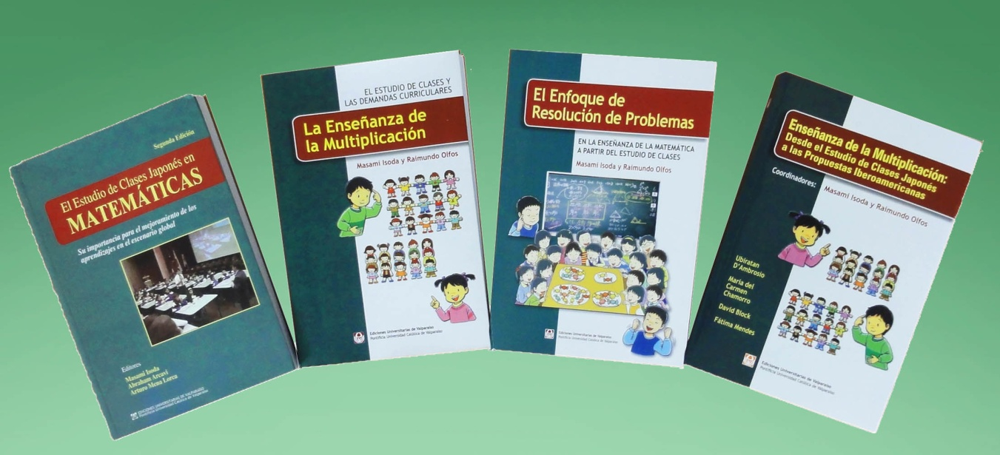 Segunda Edición
El Estudio de Clases Japonés en
MATEMÁTICAS
Su importancia para el mejoramiento de los
aprendizajes en el escenario global
Editores
Masami Isoda
Abraham Arcavi
Arturo Mena Lorca
EDICIONES UNIVERSITARIAS DE VALPARAÍSO
Pontificia Universidad Católica de Valparaíso
EL ESTUDIO DE CLASES Y
LAS DEMANDAS CURRICULARES
La Enseñanza de
la Multiplicación
Masami Isoda y Raimundo Olfos
Ediciones Universitarias de Valparaíso
Pontificia Universidad Católica de Valparaíso
El Enfoque de
Resolución de Problemas
EN LA ENSEÑANZA DE LA MATEMÁTICA
A PARTIR DEL ESTUDIO DE CLASES
Masami Isoda y Raimundo Olfos
Ediciones Universitarias de Valparaíso
Pontificia Universidad Católica de Valparaíso
Enseñanza de la Multiplicación:
Desde el Estudio de Clases Japonés
a las Propuestas Iberoamericanas
Coordinadores:
Masami Isoda y Raimundo Olfos
Ubiratan
D'Ambrosio
María del
Carmen
Chamorro
David Block
Fátima Mendes
Ediciones Universitarias de Valparaíso
Pontificia Universidad Católica de Valparaíso